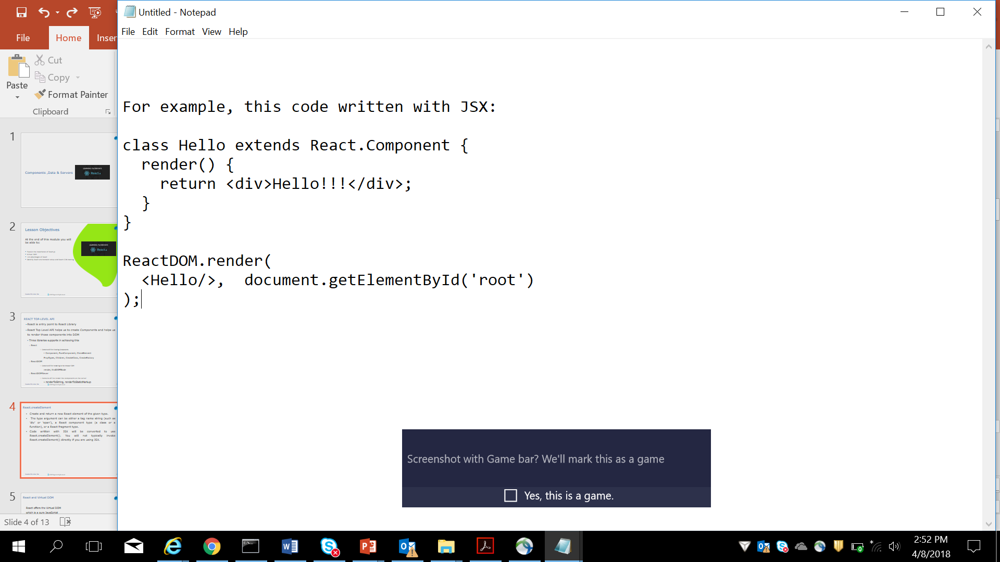 Untitled - Notepad
File Edit Format View Help
File Home Inser
Cut
Copy
Paste
Format Painter
Clipboard
For example, this code written with JSX:
class Hello extends React.Component {
  render() {
    return <div>Hello!!!</div>;
  }
}
ReactDOM.render(
  <Hello/>,  document.getElementById('root')
);
1
Components ,Data & Servers
2
Lesson Objectives
At the end of this module you will
be able to:
3
REACT TOP-LEVEL API
React is entry point to React Library
React Top Level API helps us to create Components and helps us
to render those components into DOM
Three libraries supports in achieving this
React
Component, PureComponent, CloneElement
PropTypes, Children, CreateClass, CreateFactory
ReactDOM
render, findDOMNode
ReactDOMServer
renderToString, renderToStaticMarkup
4
React.createElement
Create and return a new React element of the given type.
The type argument can be either a tag name string (such as
'div' or 'span'), a React component type (a class or a
function), or a React fragment type.
Code written with JSX will be converted to use
React.createElement(). You will not typically invoke
React.createElement() directly if you are using JSX.
5
React and Virtual DOM
React offers the Virtual DOM
which is a pure JavaScript
Slide 4 of 13
Screenshot with Game bar? We'll mark this as a game
Yes, this is a game.
2:52 PM
4/8/2018